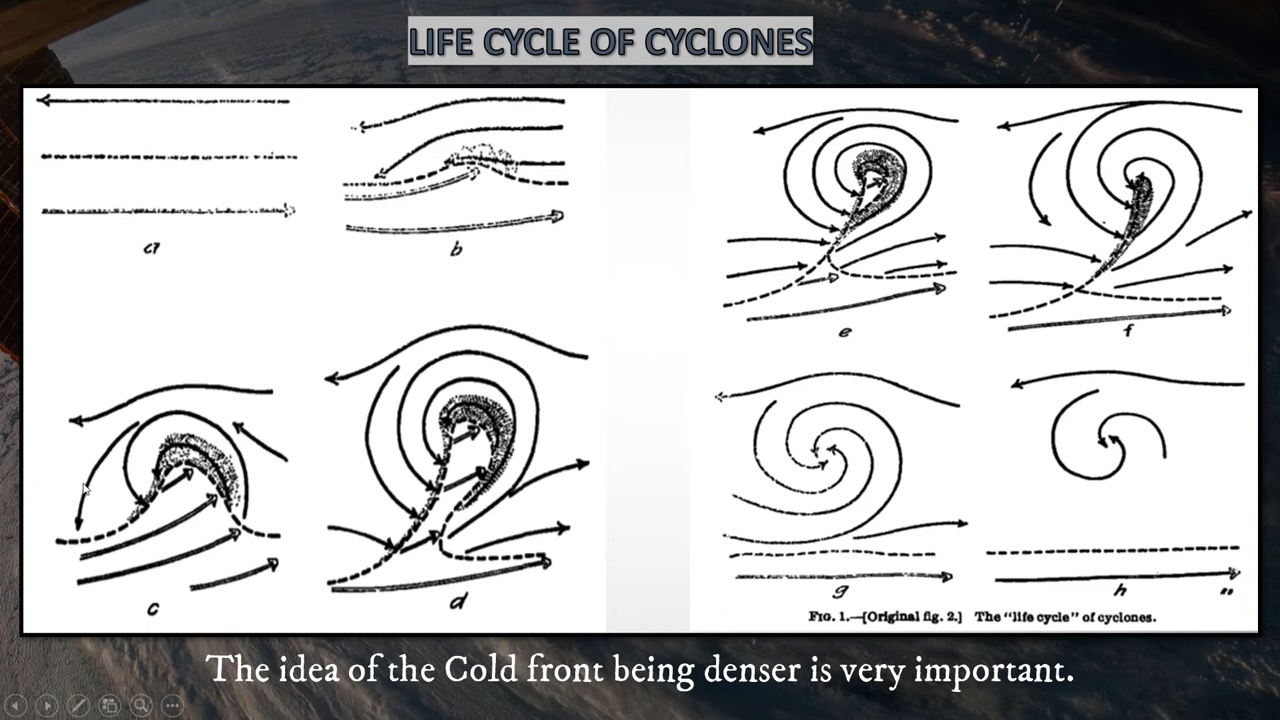 LIFE CYCLE OF CYCLONES
a
b
c
d
e
f
g
h
FIG. 1.—[Original fig. 2.] The "life cycle" of cyclones.
The idea of the Cold front being denser is very important.